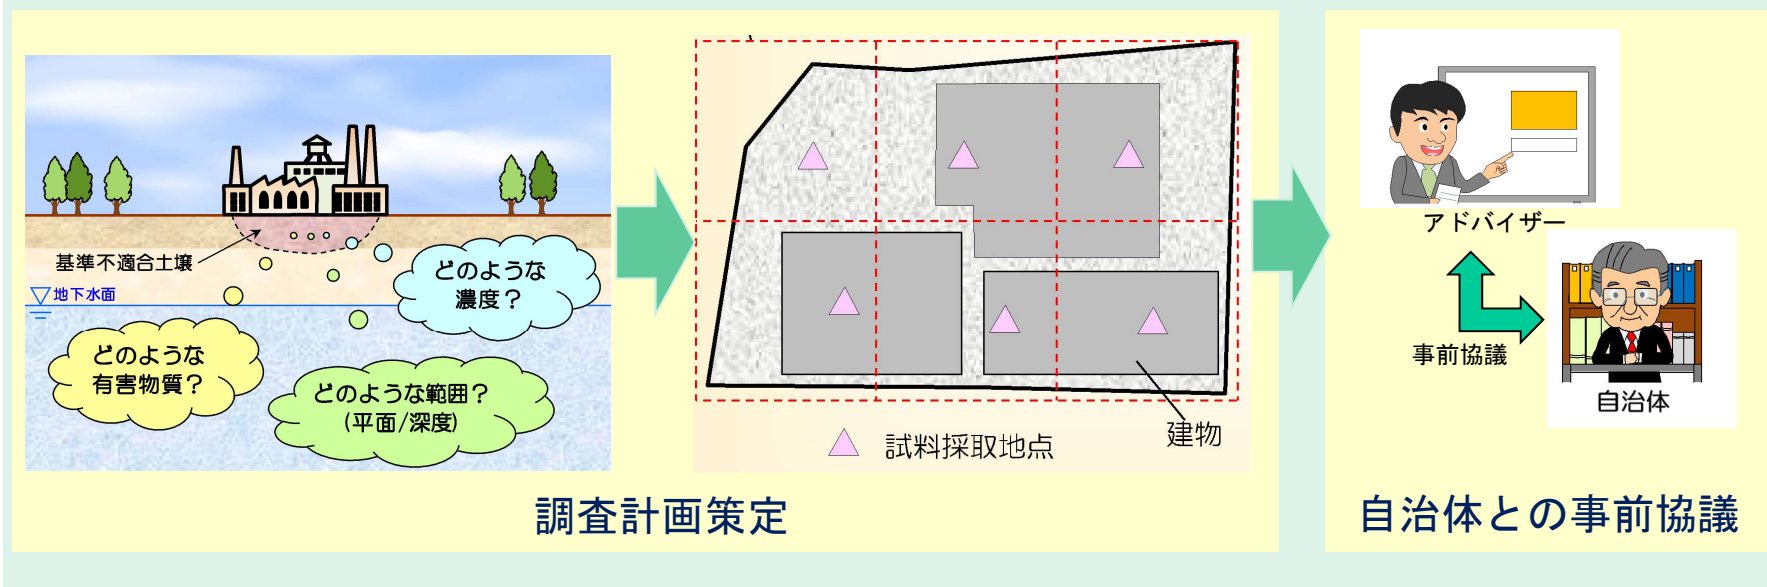 基準不適合土壌
地下水面
どのような
濃度？
どのような
有害物質？
どのような範囲？
(平面/深度)
試料採取地点
建物
調査計画策定
アドバイザー
事前協議
自治体
自治体との事前協議